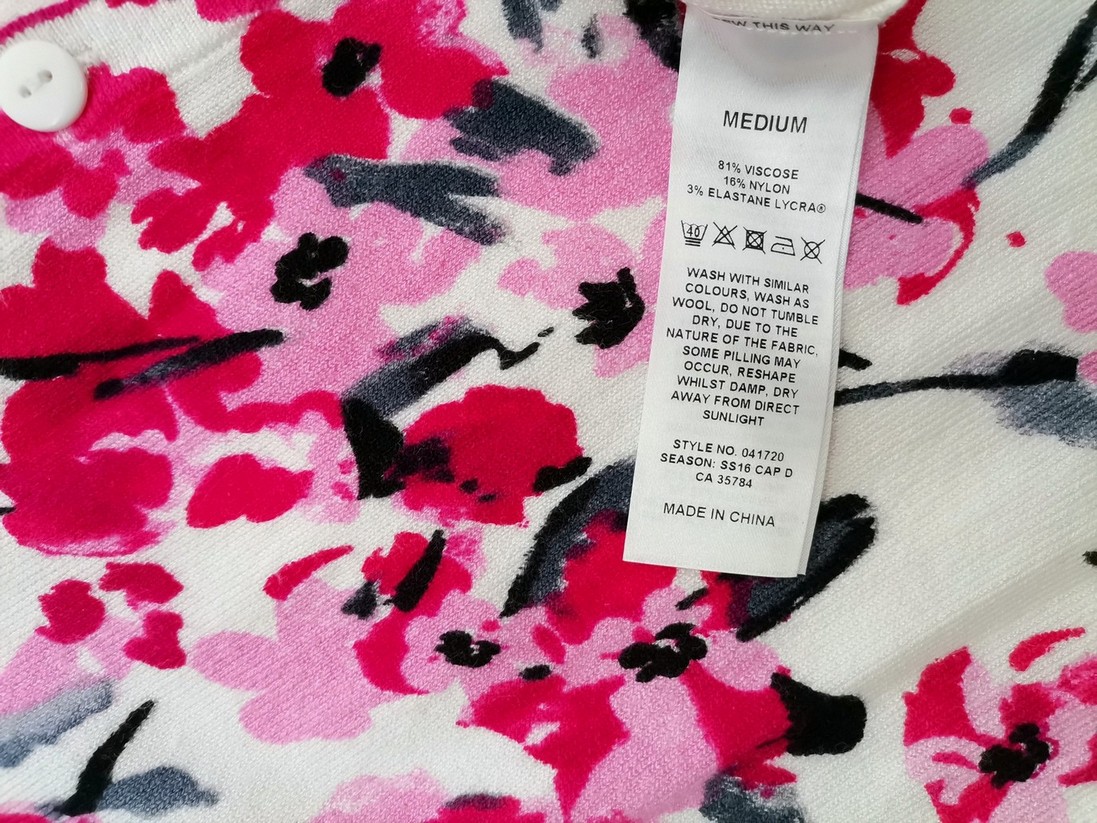 THIS WAY
MEDIUM
81% VISCOSE
16% NYLON
3% ELASTANE LYCRA®
40
WASH WITH SIMILAR
COLOURS, WASH AS
WOOL, DO NOT TUMBLE
DRY, DUE TO THE
NATURE OF THE FABRIC,
SOME PILLING MAY
OCCUR, RESHAPE
WHILST DAMP, DRY
AWAY FROM DIRECT
SUNLIGHT
STYLE NO. 041720
SEASON: SS16 CAP D
CA 35784
MADE IN CHINA